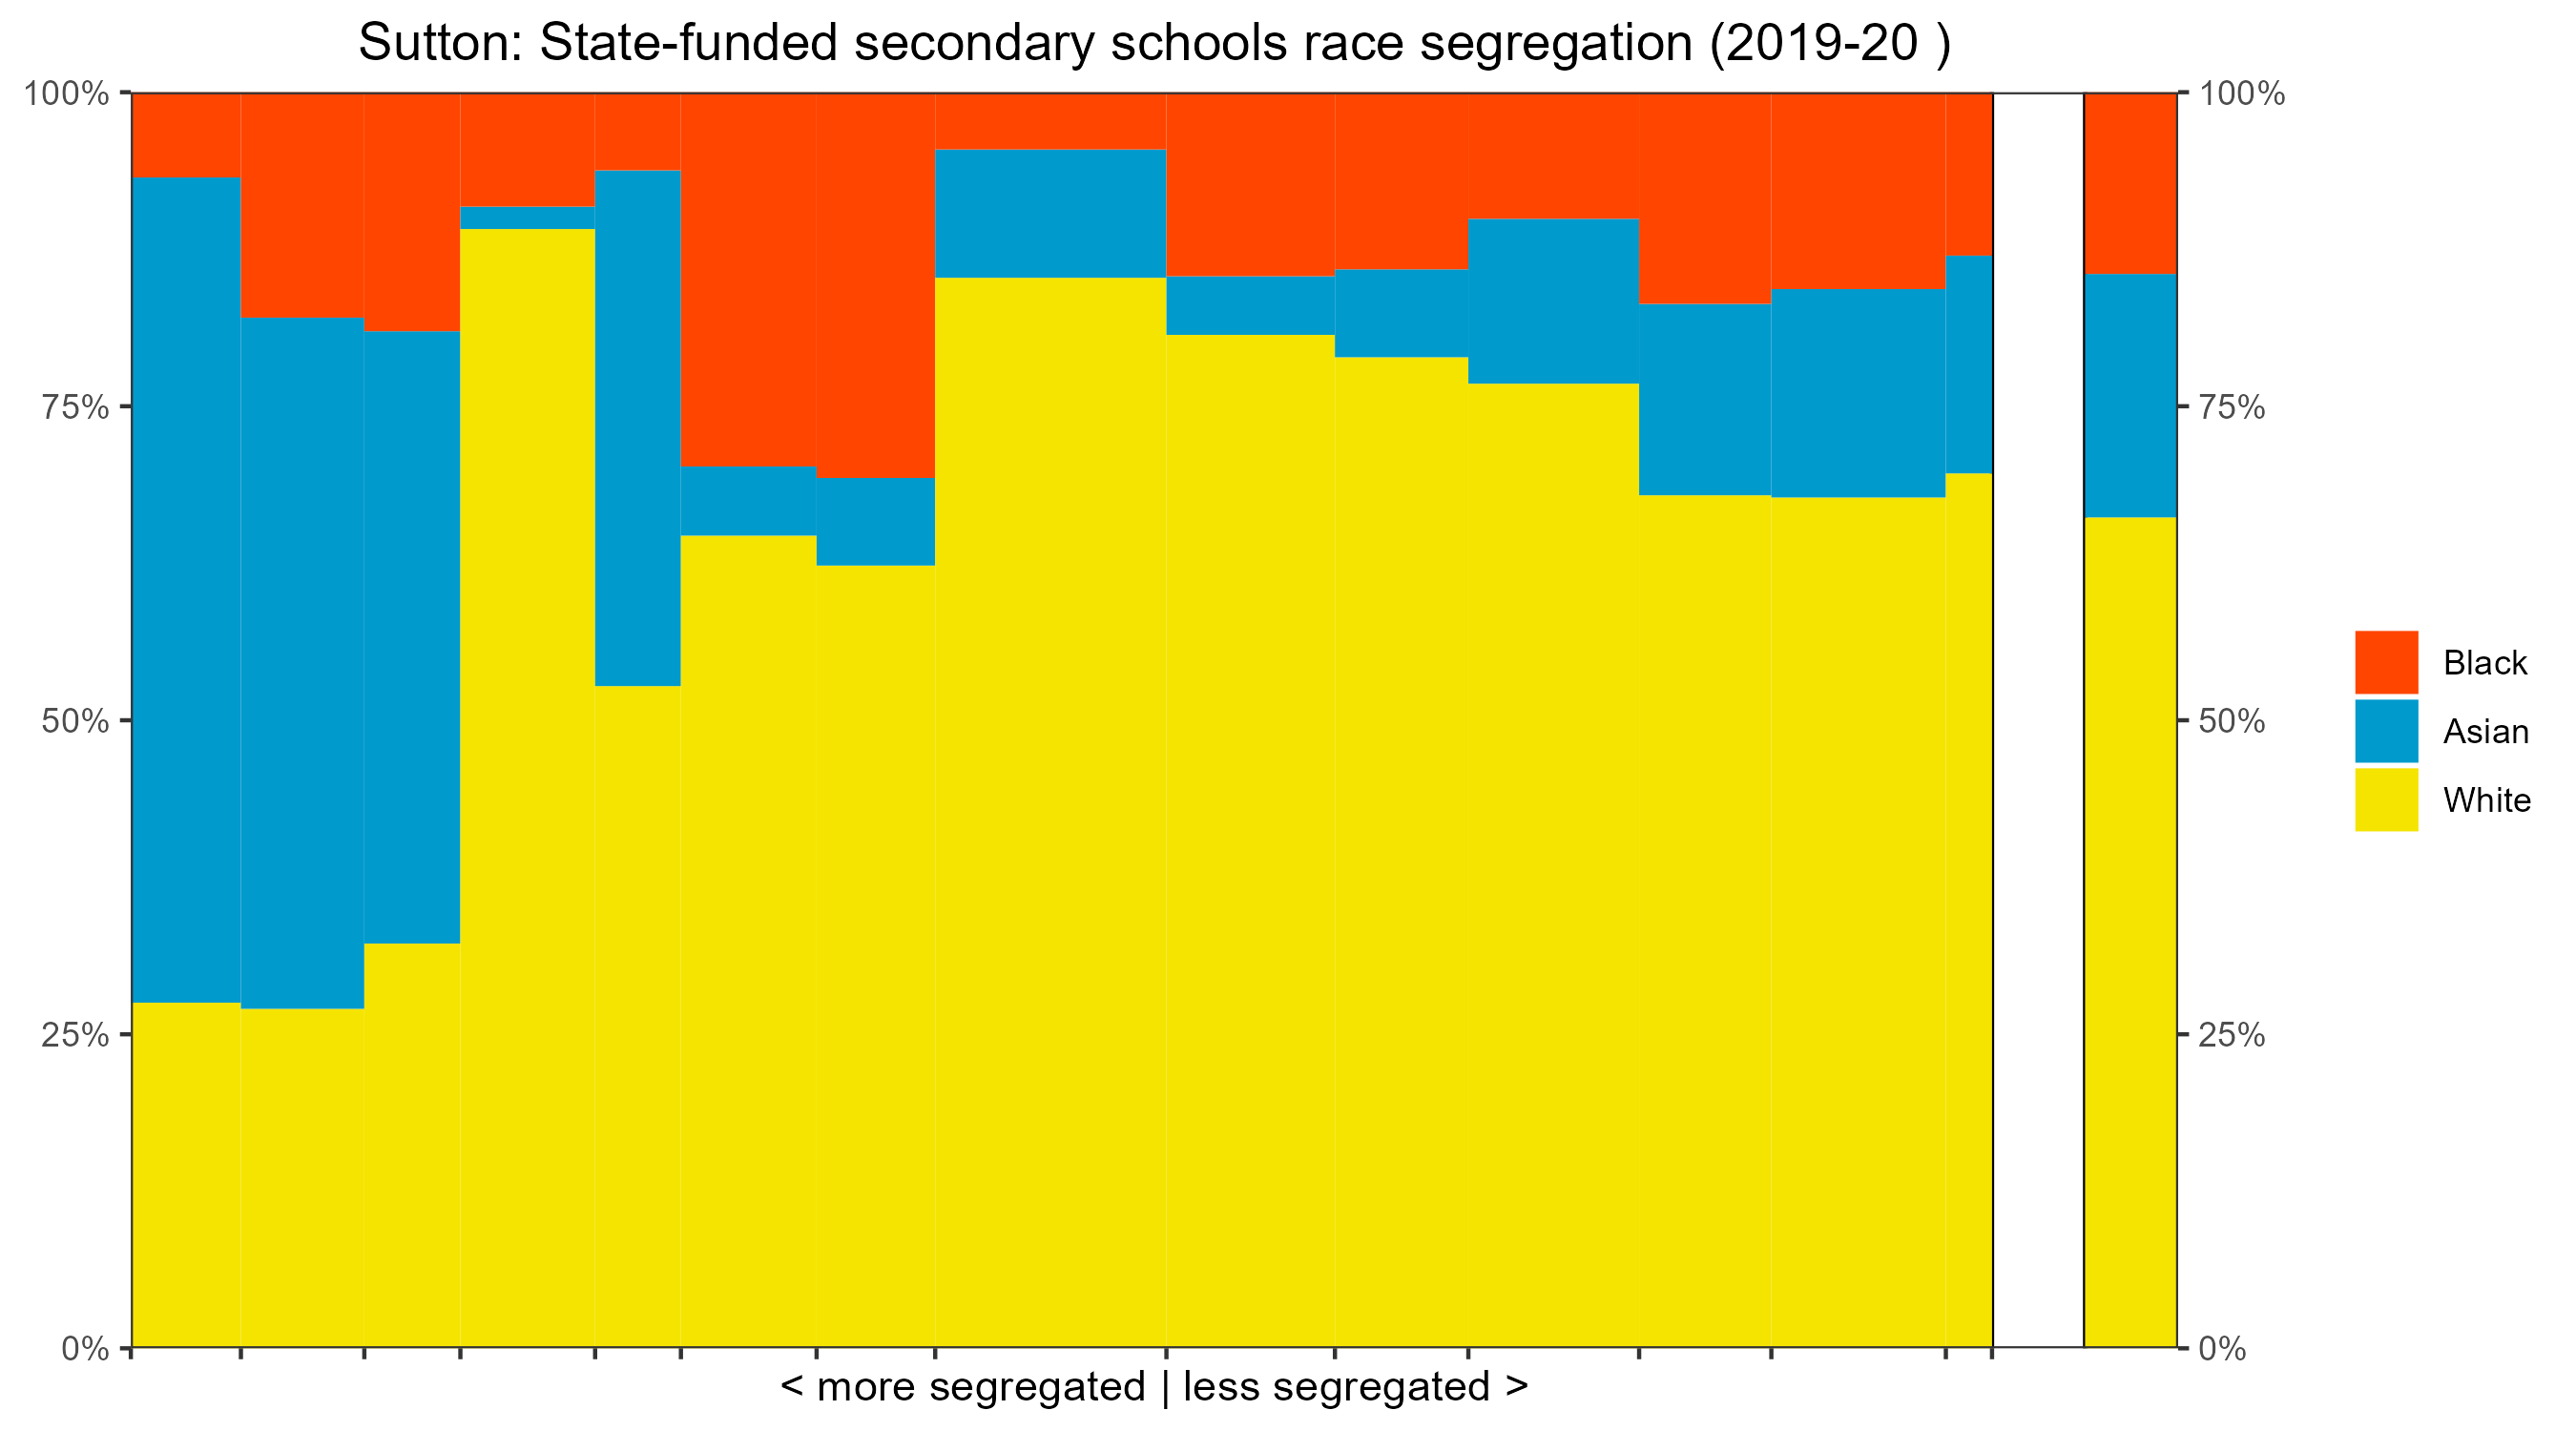 Sutton: State-funded secondary schools race segregation (2019-20 )
100%
75%
50%
25%
0%
100%
75%
50%
25%
0%
Black
Asian
White
< more segregated | less segregated >